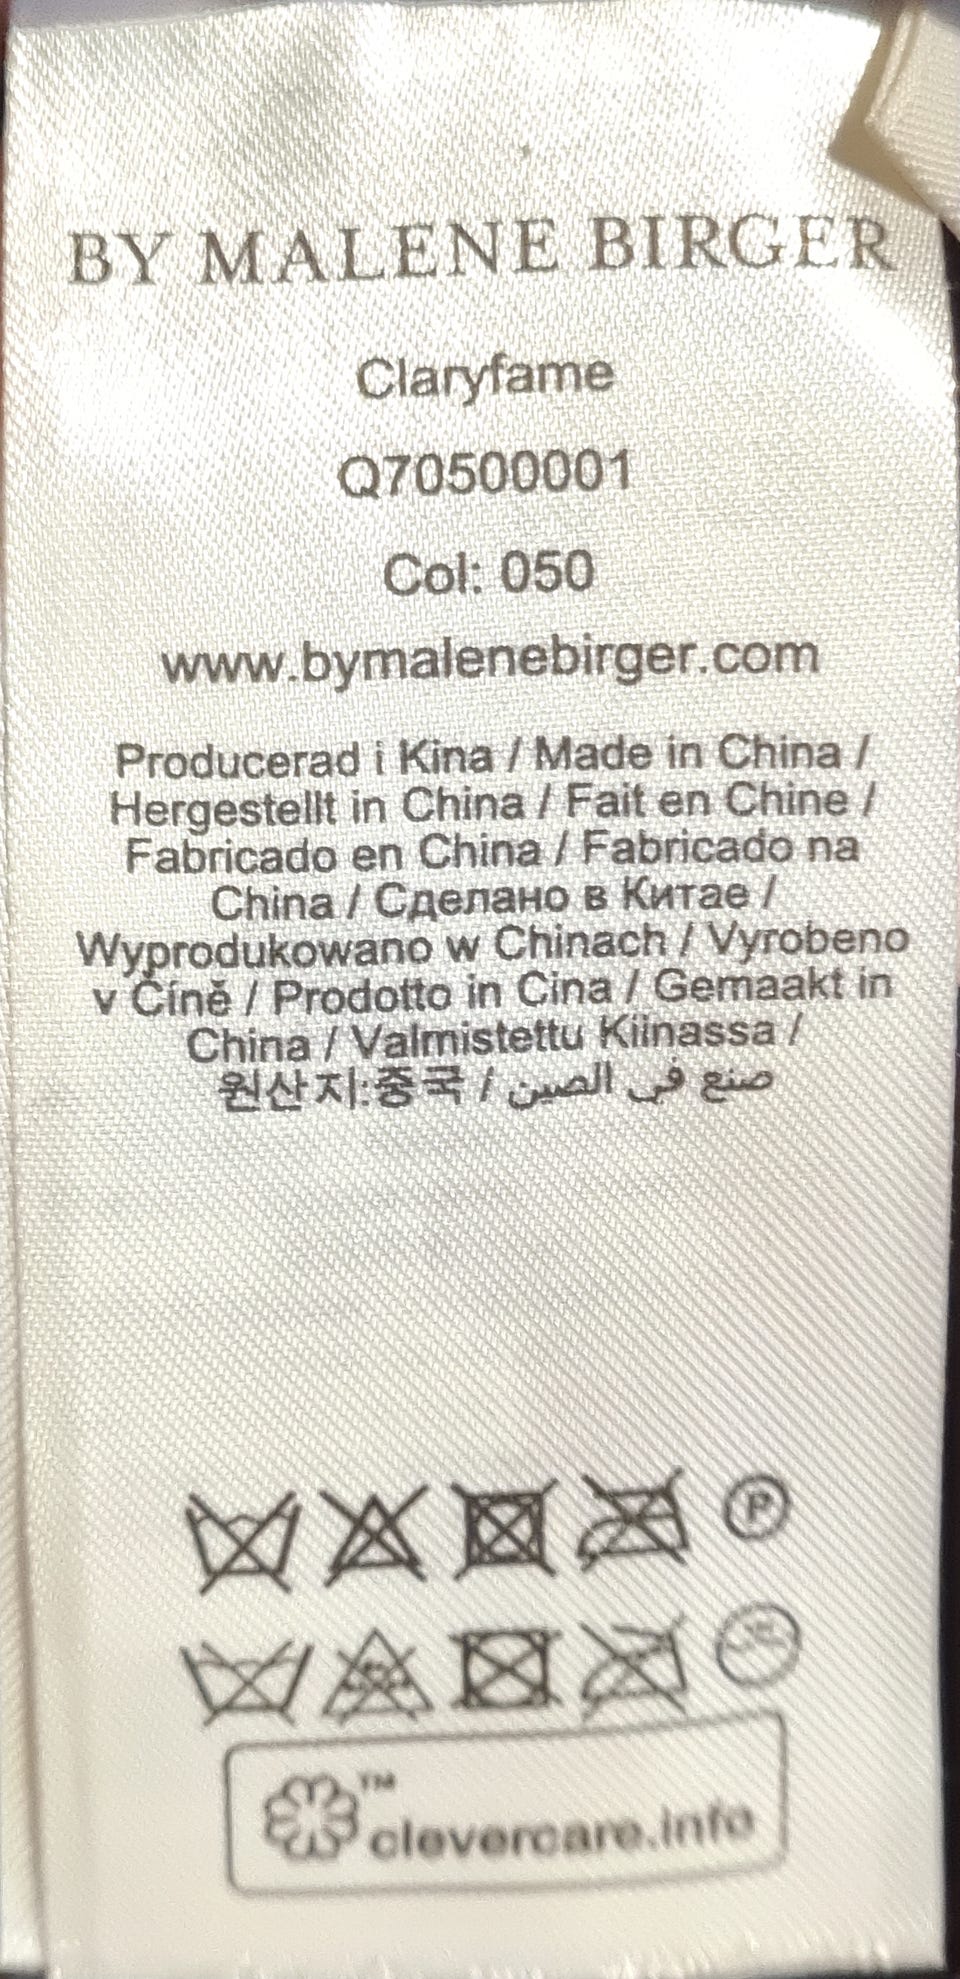 BY MALENE BIRGER
Claryfame
Q70500001
Col: 050
www.bymalenebirger.com
Producerad i Kina / Made in China /
Hergestellt in China / Fait en Chine /
Fabricado en China / Fabricado na
China / Сделано в Китае /
Wyprodukowano w Chinach / Vyrobeno
v Číně / Prodotto in Cina / Gemaakt in
China / Valmistettu Kiinassa /
원산지:중국 / صنع في الصين
P
™
clevercare.info